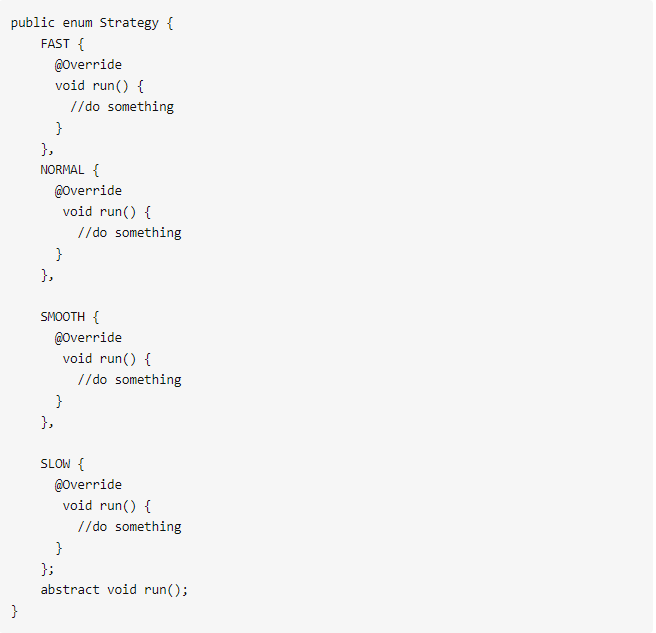 public enum Strategy {
    FAST {
      @Override
      void run() {
        //do something
      }
    },
    NORMAL {
      @Override
       void run() {
         //do something
      }
    },

    SMOOTH {
      @Override
       void run() {
         //do something
      }
    },

    SLOW {
      @Override
       void run() {
         //do something
      }
    };
    abstract void run();
}